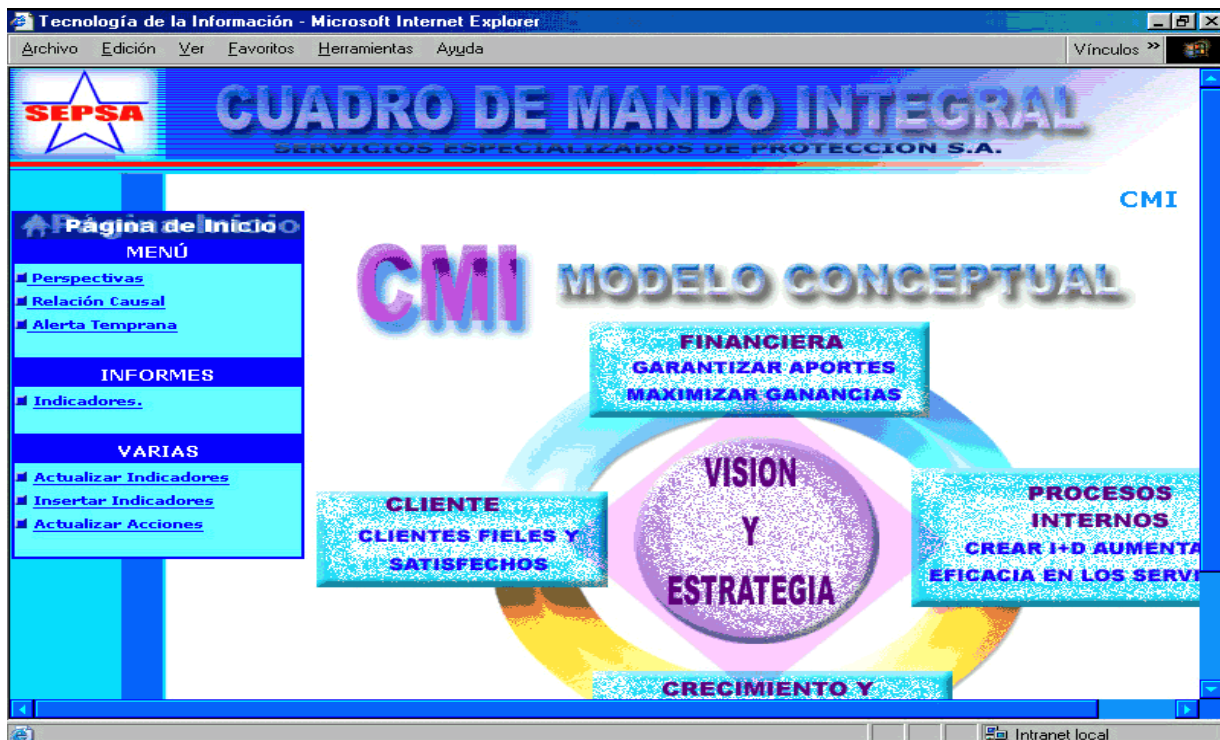 Tecnología de la Información - Microsoft Internet Explorer
Archivo Edición Ver Favoritos Herramientas Ayuda Vínculos »
SEPSA
CUADRO DE MANDO INTEGRAL
SERVICIOS ESPECIALIZADOS DE PROTECCION S.A.
CMI
Página de Inicio
MENÚ
Perspectivas
Relación Causal
Alerta Temprana
INFORMES
Indicadores.
VARIAS
Actualizar Indicadores
Insertar Indicadores
Actualizar Acciones
CMI MODELO CONCEPTUAL
FINANCIERA
GARANTIZAR APORTES
MAXIMIZAR GANANCIAS
CLIENTE
CLIENTES FIELES Y
SATISFECHOS
VISION
Y
ESTRATEGIA
PROCESOS
INTERNOS
CREAR I+D AUMENTA
EFICACIA EN LOS SERVI
CRECIMIENTO Y
Intranet local